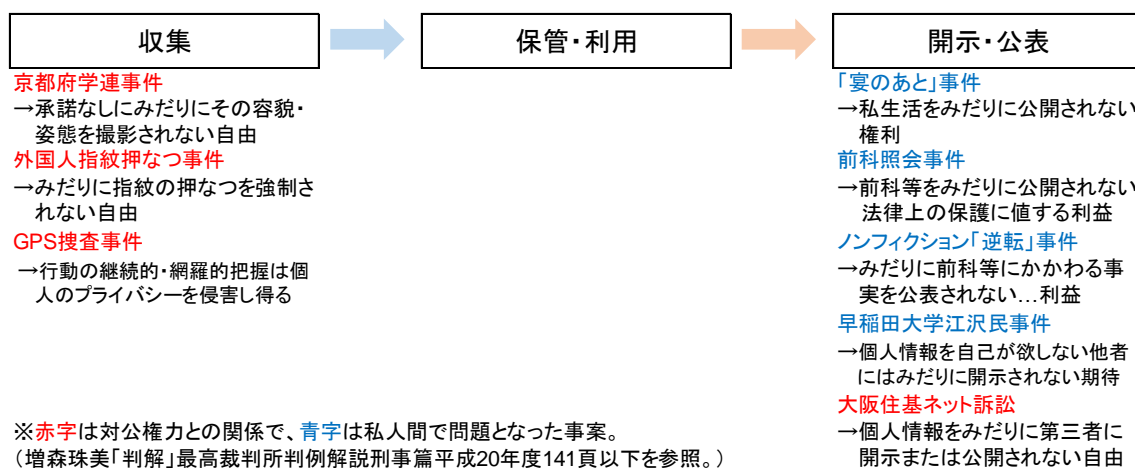 収集
保管・利用
開示・公表
京都府学連事件
→承諾なしにみだりにその容貌・
姿態を撮影されない自由
外国人指紋押なつ事件
→みだりに指紋の押なつを強制さ
れない自由
GPS捜査事件
→行動の継続的・網羅的把握は個
人のプライバシーを侵害し得る
「宴のあと」事件
→私生活をみだりに公開されない
権利
前科照会事件
→前科等をみだりに公開されない
法律上の保護に値する利益
ノンフィクション「逆転」事件
→みだりに前科等にかかわる事
実を公表されない…利益
早稲田大学江沢民事件
→個人情報を自己が欲しない他者
にはみだりに開示されない期待
大阪住基ネット訴訟
→個人情報をみだりに第三者に
開示または公開されない自由
※赤字は対公権力との関係で、青字は私人間で問題となった事案。
（増森珠美「判解」最高裁判所判例解説刑事篇平成20年度141頁以下を参照。）